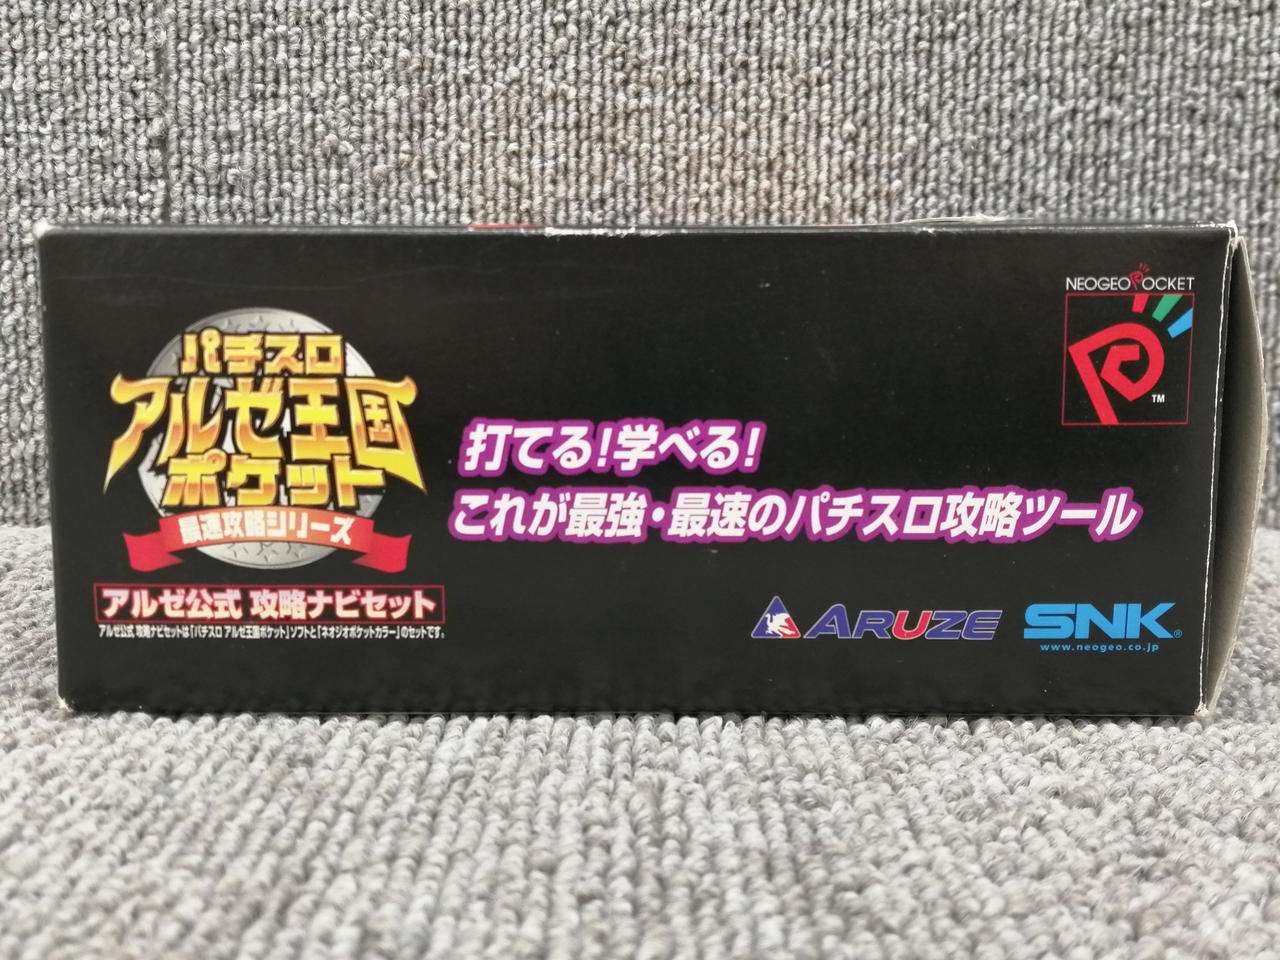 NEOGEO POCKET
TM
パチスロ
アルゼ王国
ポケット
最速攻略シリーズ
アルゼ公式 攻略ナビセット
アルゼ公式 攻略ナビセットは「パチスロ アルゼ王国ポケット」ソフトと「ネオジオポケットカラー」のセットです。
打てる!学べる!
これが最強・最速のパチスロ攻略ツール
ARUZE
SNK®
www.neogeo.co.jp